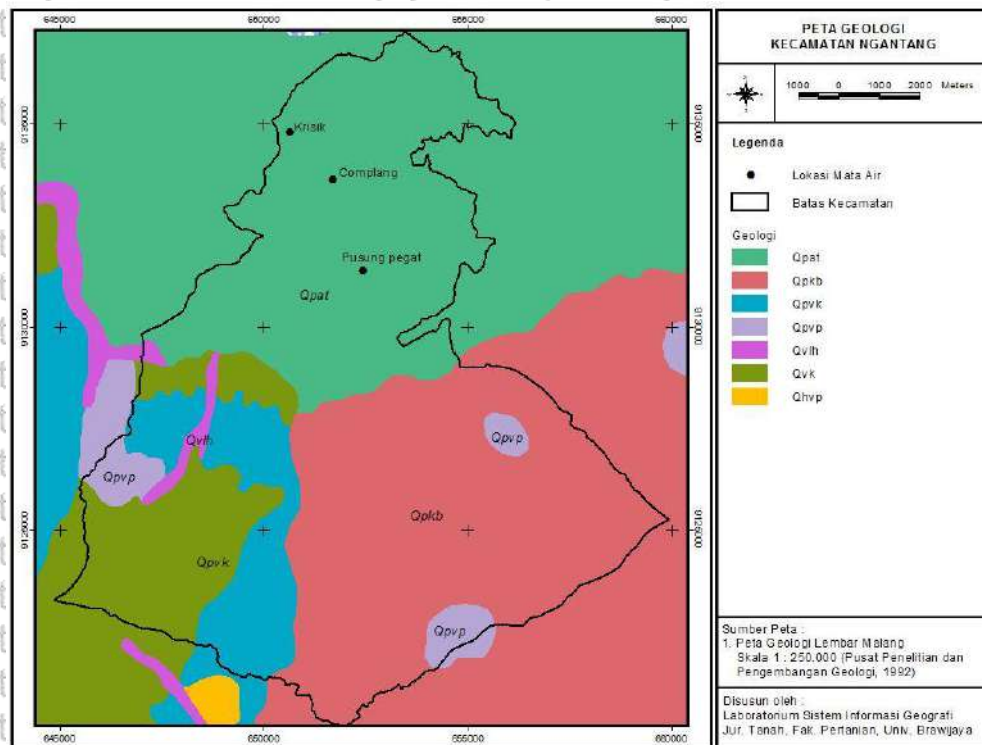 645000 650000 655000 660000
9135000 9135000
Krisik
Complang
Pusung pegat
Qpat
9130000 9130000
Qvlh
Qpvp
Qpvp
Qpkb
9125000 9125000
Qpvk
Qpvp
645000 650000 655000 660000
PETA GEOLOGI
KECAMATAN NGANTANG
1000 0 1000 2000 Meters
Legenda
Lokasi Mata Air
Batas Kecamatan
Geologi
Qpat
Qpkb
Qpvk
Qpvp
Qvlh
Qvk
Qhvp
Sumber Peta :
1. Peta Geologi Lembar Malang
Skala 1 : 250.000 (Pusat Penelitian dan
Pengembangan Geologi, 1992)
Disusun oleh :
Laboratorium Sistem Informasi Geografi
Jur. Tanah, Fak. Pertanian, Univ. Brawijaya